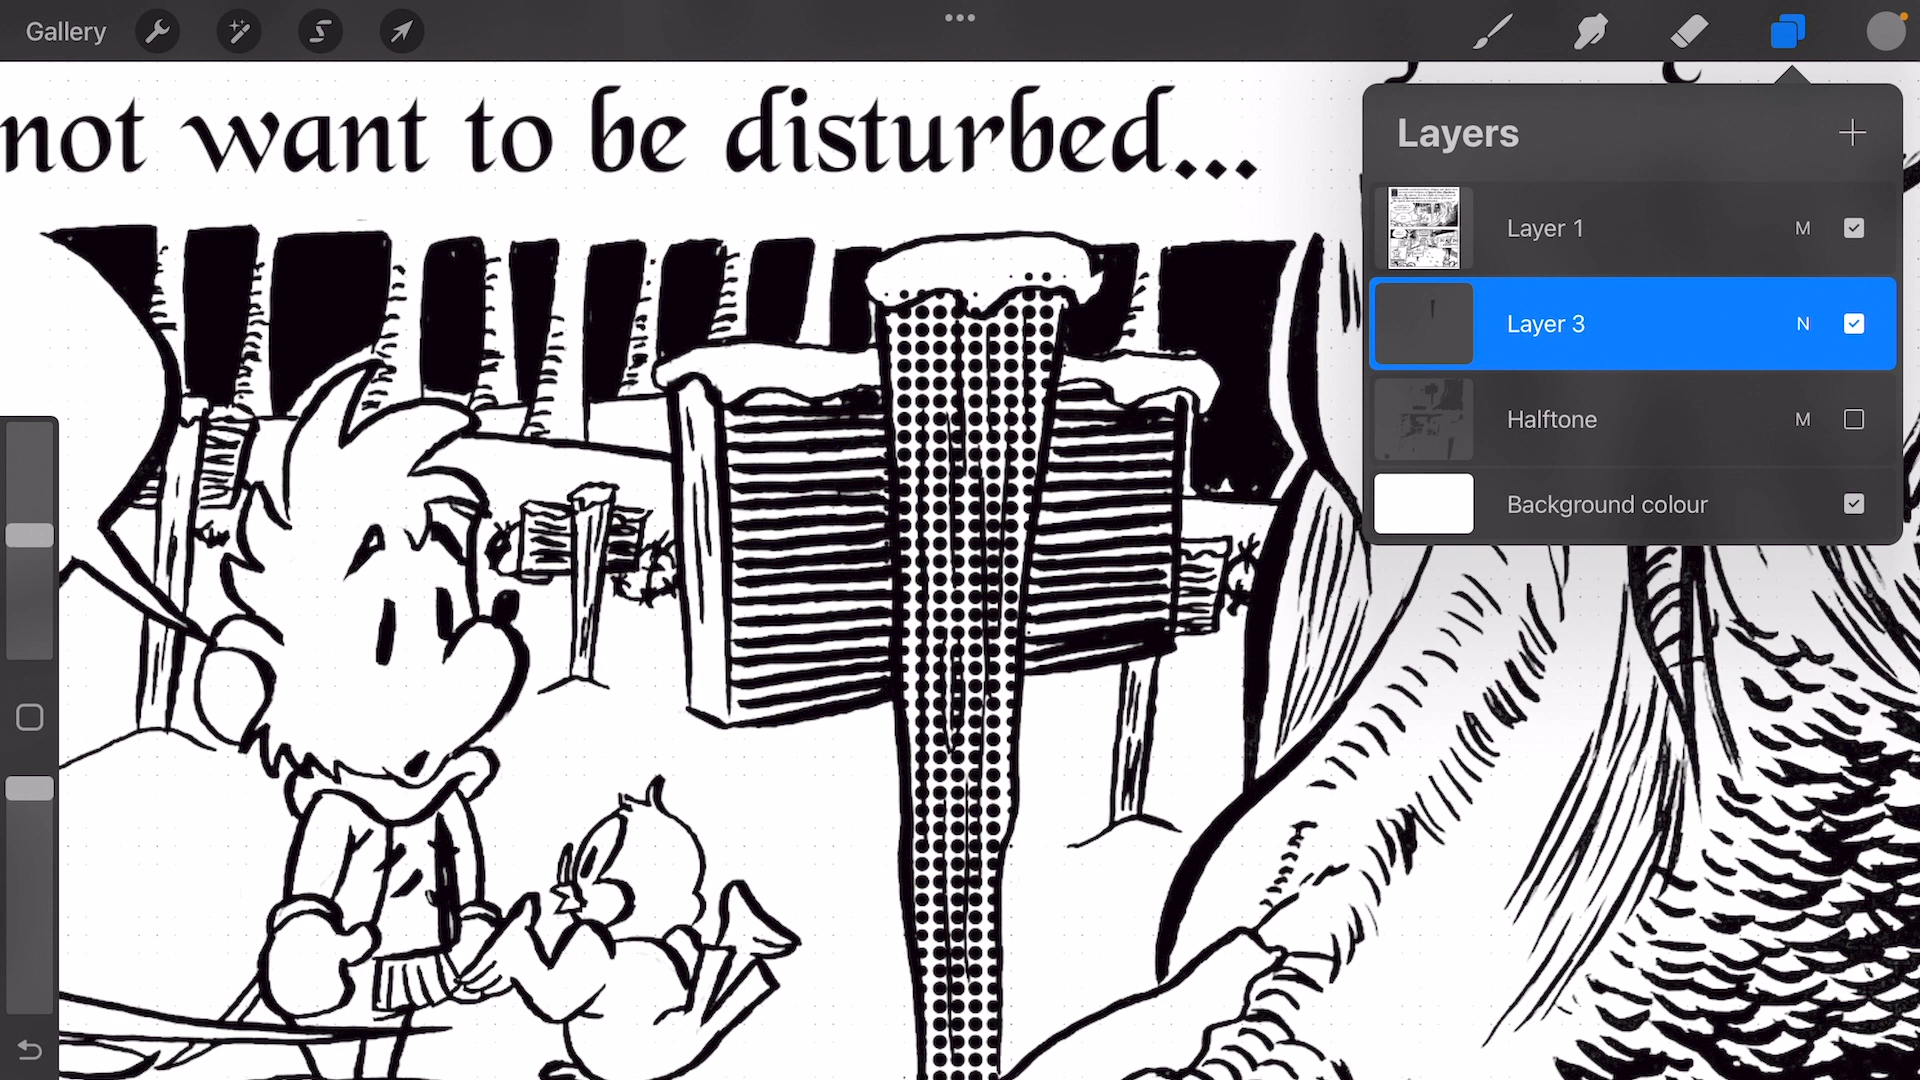 Gallery
not want to be disturbed...
Layers
Layer 1 M
Layer 3 N
Halftone M
Background colour